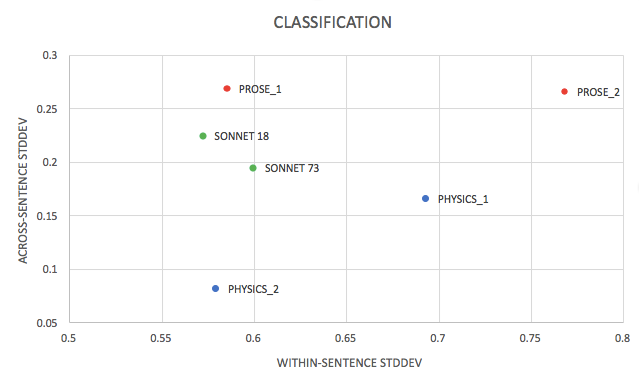 CLASSIFICATION
0.3
PROSE_1
PROSE_2
0.25
SONNET 18
0.2
SONNET 73
PHYSICS_1
0.15
0.1
PHYSICS_2
0.05
ACROSS-SENTENCE STDDEV
0.5 0.55 0.6 0.65 0.7 0.75 0.8
WITHIN-SENTENCE STDDEV